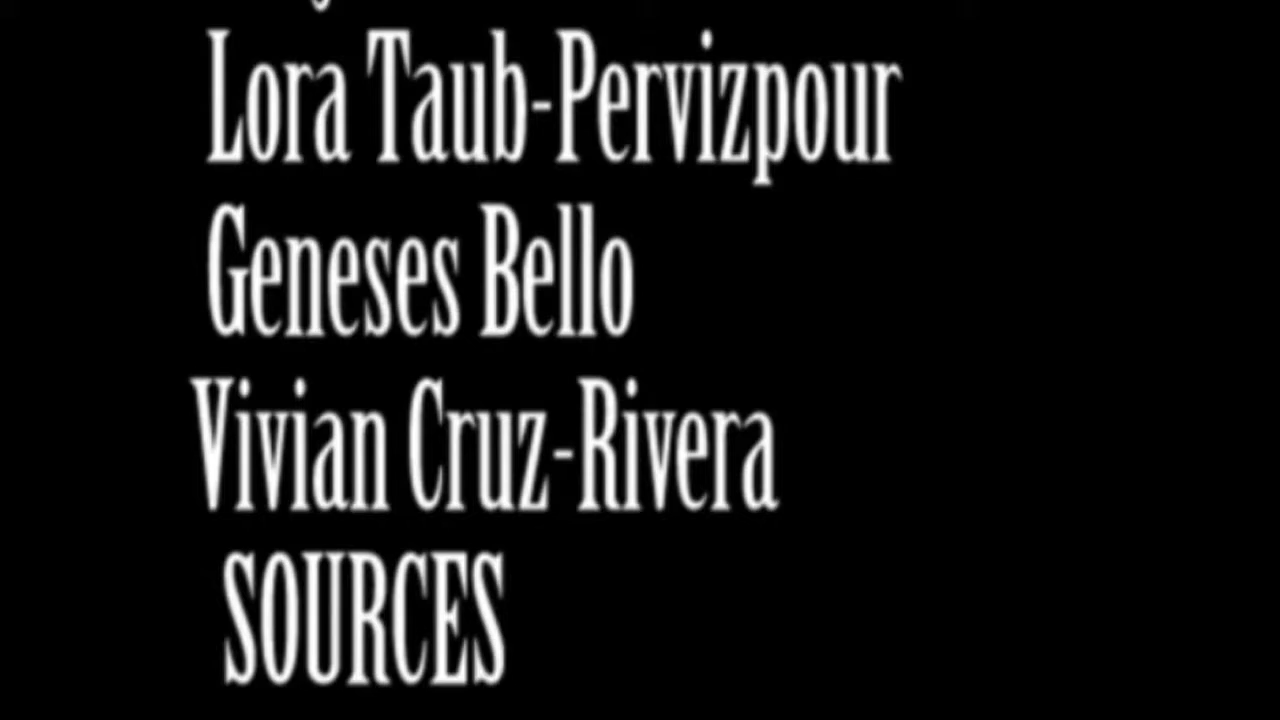 Lora Taub-Pervizpour
Geneses Bello
Vivian Cruz-Rivera
SOURCES